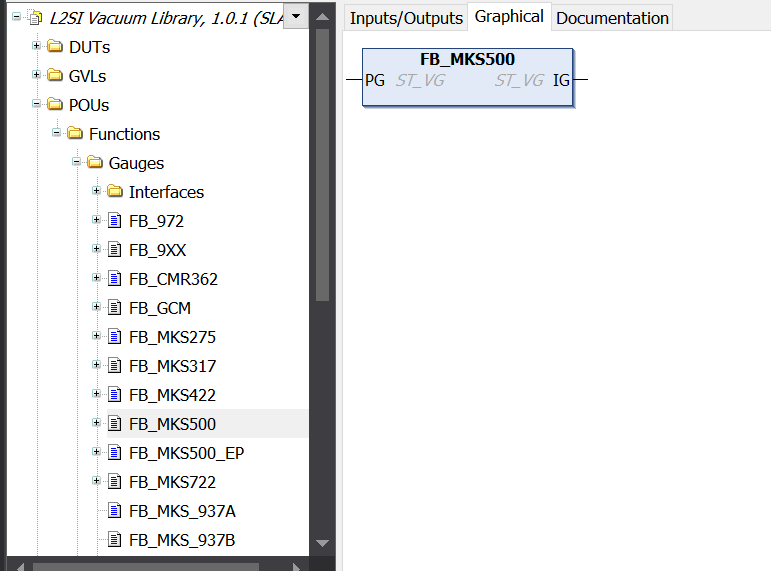 L2SI Vacuum Library, 1.0.1 (SLA
DUTs
GVLs
POUs
Functions
Gauges
Interfaces
FB_972
FB_9XX
FB_CMR362
FB_GCM
FB_MKS275
FB_MKS317
FB_MKS422
FB_MKS500
FB_MKS500_EP
FB_MKS722
FB_MKS_937A
FB_MKS_937B
Inputs/Outputs Graphical Documentation
FB_MKS500
PG ST_VG ST_VG IG